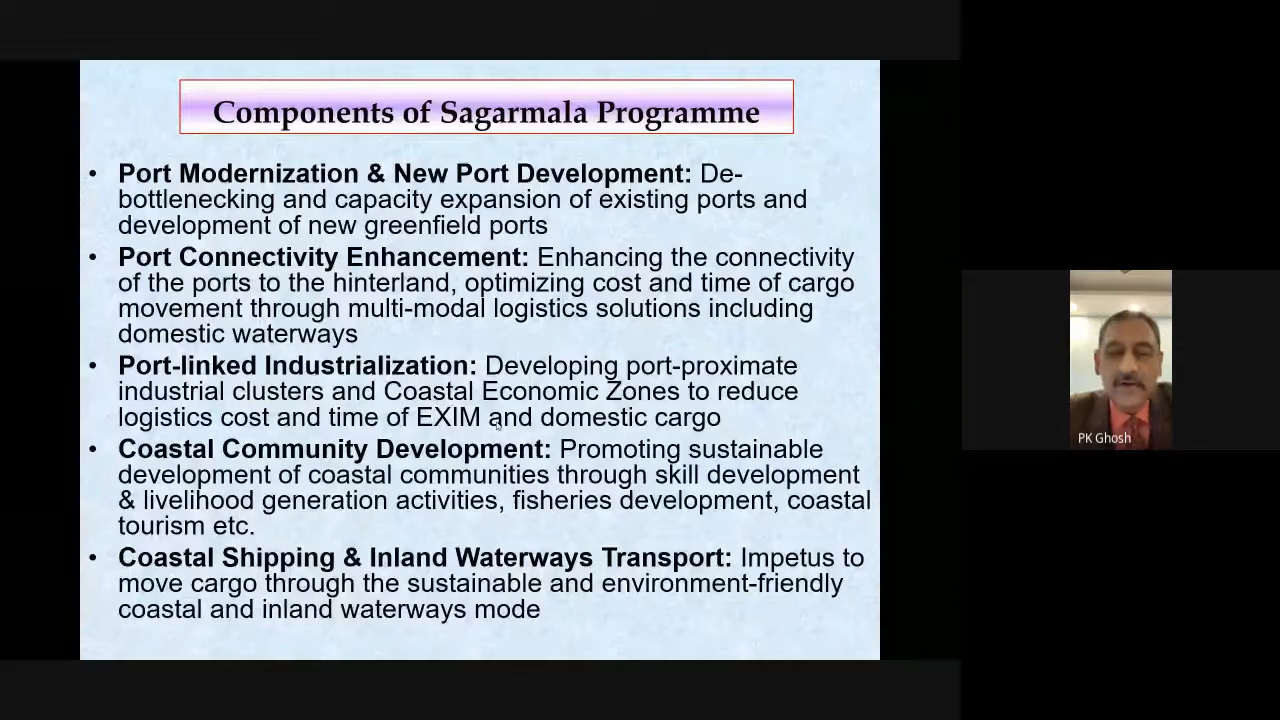 Components of Sagarmala Programme
• Port Modernization & New Port Development: De-
bottlenecking and capacity expansion of existing ports and
development of new greenfield ports
• Port Connectivity Enhancement: Enhancing the connectivity
of the ports to the hinterland, optimizing cost and time of cargo
movement through multi-modal logistics solutions including
domestic waterways
• Port-linked Industrialization: Developing port-proximate
industrial clusters and Coastal Economic Zones to reduce
logistics cost and time of EXIM and domestic cargo
• Coastal Community Development: Promoting sustainable
development of coastal communities through skill development
& livelihood generation activities, fisheries development, coastal
tourism etc.
• Coastal Shipping & Inland Waterways Transport: Impetus to
move cargo through the sustainable and environment-friendly
coastal and inland waterways mode
PK Ghosh